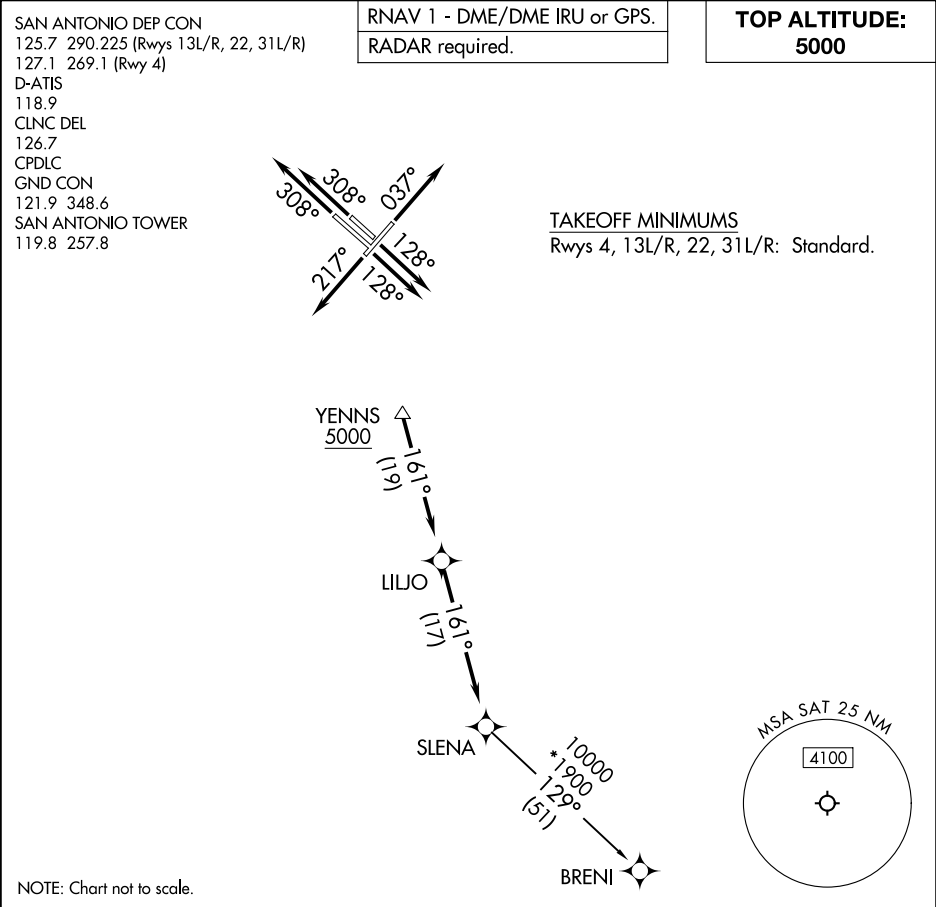 SAN ANTONIO DEP CON
125.7 290.225 (Rwys 13L/R, 22, 31L/R)
127.1 269.1 (Rwy 4)
D-ATIS
118.9
CLNC DEL
126.7
CPDLC
GND CON
121.9 348.6
SAN ANTONIO TOWER
119.8 257.8
RNAV 1 - DME/DME IRU or GPS.
RADAR required.
TOP ALTITUDE:
5000
308°
308°
037°
217°
128°
128°
TAKEOFF MINIMUMS
Rwys 4, 13L/R, 22, 31L/R: Standard.
YENNS
5000
161°
(19)
LILJO
161°
(17)
SLENA
10000
*1900
129°
(51)
BRENI
MSA SAT 25 NM
4100
NOTE: Chart not to scale.